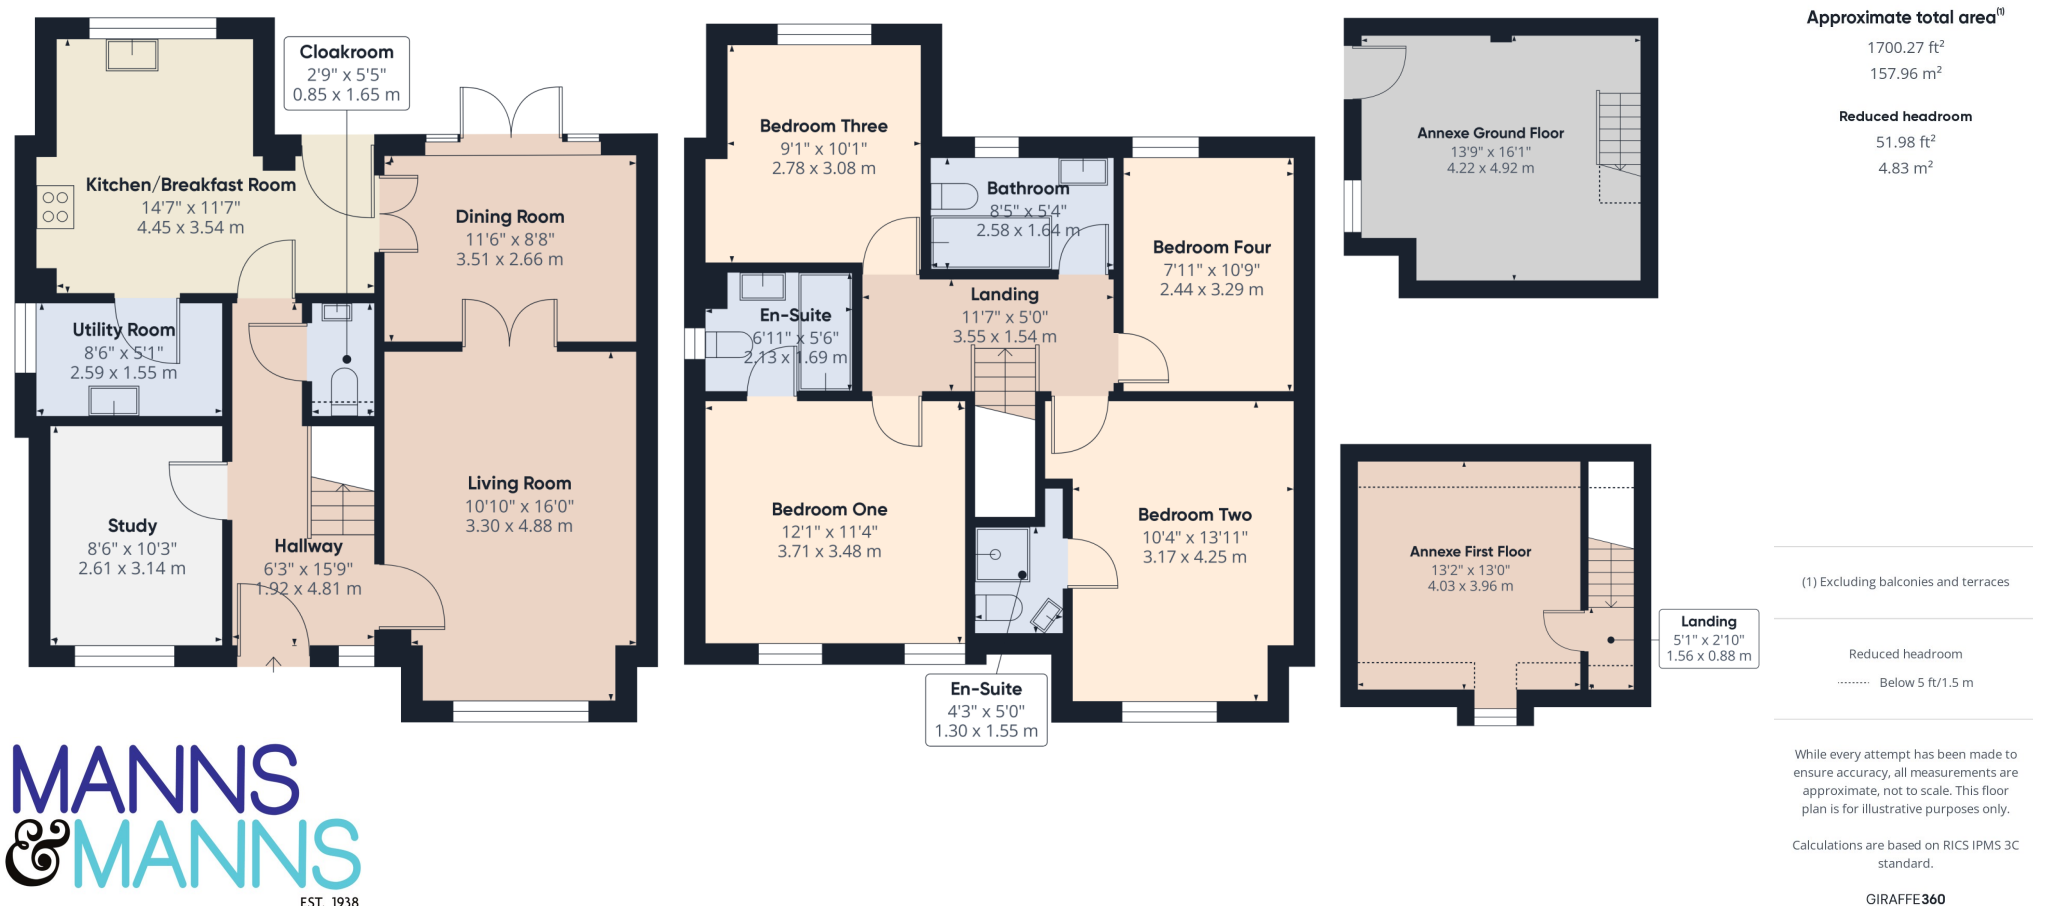 Cloakroom
2'9" x 5'5"
0.85 x 1.65 m
Kitchen/Breakfast Room
14'7" x 11'7"
4.45 x 3.54 m
Dining Room
11'6" x 8'8"
3.51 x 2.66 m
Utility Room
8'6" x 5'1"
2.59 x 1.55 m
Living Room
10'10" x 16'0"
3.30 x 4.88 m
Study
8'6" x 10'3"
2.61 x 3.14 m
Hallway
6'3" x 15'9"
1.92 x 4.81 m
Bedroom Three
9'1" x 10'1"
2.78 x 3.08 m
Bathroom
8'5" x 5'4"
2.58 x 1.64 m
Bedroom Four
7'11" x 10'9"
2.44 x 3.29 m
Landing
11'7" x 5'0"
3.55 x 1.54 m
En-Suite
6'11" x 5'6"
2.13 x 1.69 m
Bedroom One
12'1" x 11'4"
3.71 x 3.48 m
Bedroom Two
10'4" x 13'11"
3.17 x 4.25 m
En-Suite
4'3" x 5'0"
1.30 x 1.55 m
Annexe Ground Floor
13'9" x 16'1"
4.22 x 4.92 m
Annexe First Floor
13'2" x 13'0"
4.03 x 3.96 m
Landing
5'1" x 2'10"
1.56 x 0.88 m
Approximate total area(1)
1700.27 ft²
157.96 m²
Reduced headroom
51.98 ft²
4.83 m²
(1) Excluding balconies and terraces
Reduced headroom
Below 5 ft/1.5 m
While every attempt has been made to
ensure accuracy, all measurements are
approximate, not to scale. This floor
plan is for illustrative purposes only.
Calculations are based on RICS IPMS 3C
standard.
GIRAFFE360
MANNS
&MANNS
EST. 1938